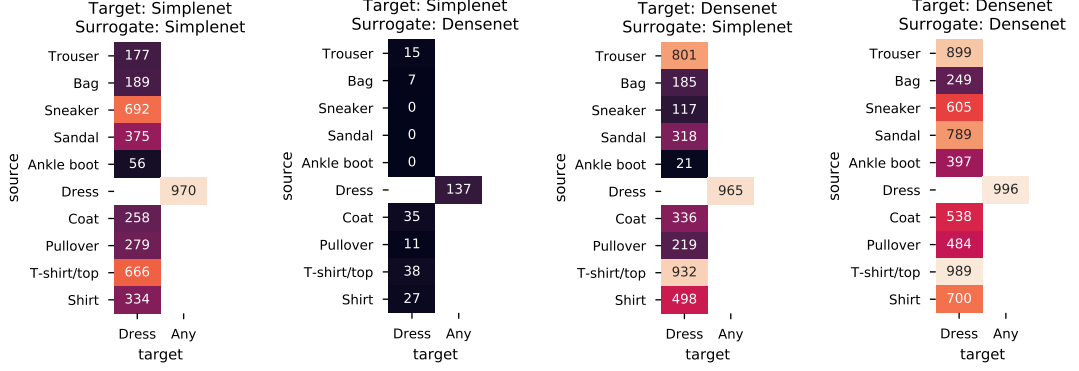 Target: Simplenet
Surrogate: Simplenet
source
Trouser 177
Bag 189
Sneaker 692
Sandal 375
Ankle boot 56
Dress 970
Coat 258
Pullover 279
T-shirt/top 666
Shirt 334
Dress Any
target
Target: Simplenet
Surrogate: Densenet
source
Trouser 15
Bag 7
Sneaker 0
Sandal 0
Ankle boot 0
Dress 137
Coat 35
Pullover 11
T-shirt/top 38
Shirt 27
Dress Any
target
Target: Densenet
Surrogate: Simplenet
source
Trouser 801
Bag 185
Sneaker 117
Sandal 318
Ankle boot 21
Dress 965
Coat 336
Pullover 219
T-shirt/top 932
Shirt 498
Dress Any
target
Target: Densenet
Surrogate: Densenet
source
Trouser 899
Bag 249
Sneaker 605
Sandal 789
Ankle boot 397
Dress 996
Coat 538
Pullover 484
T-shirt/top 989
Shirt 700
Dress Any
target